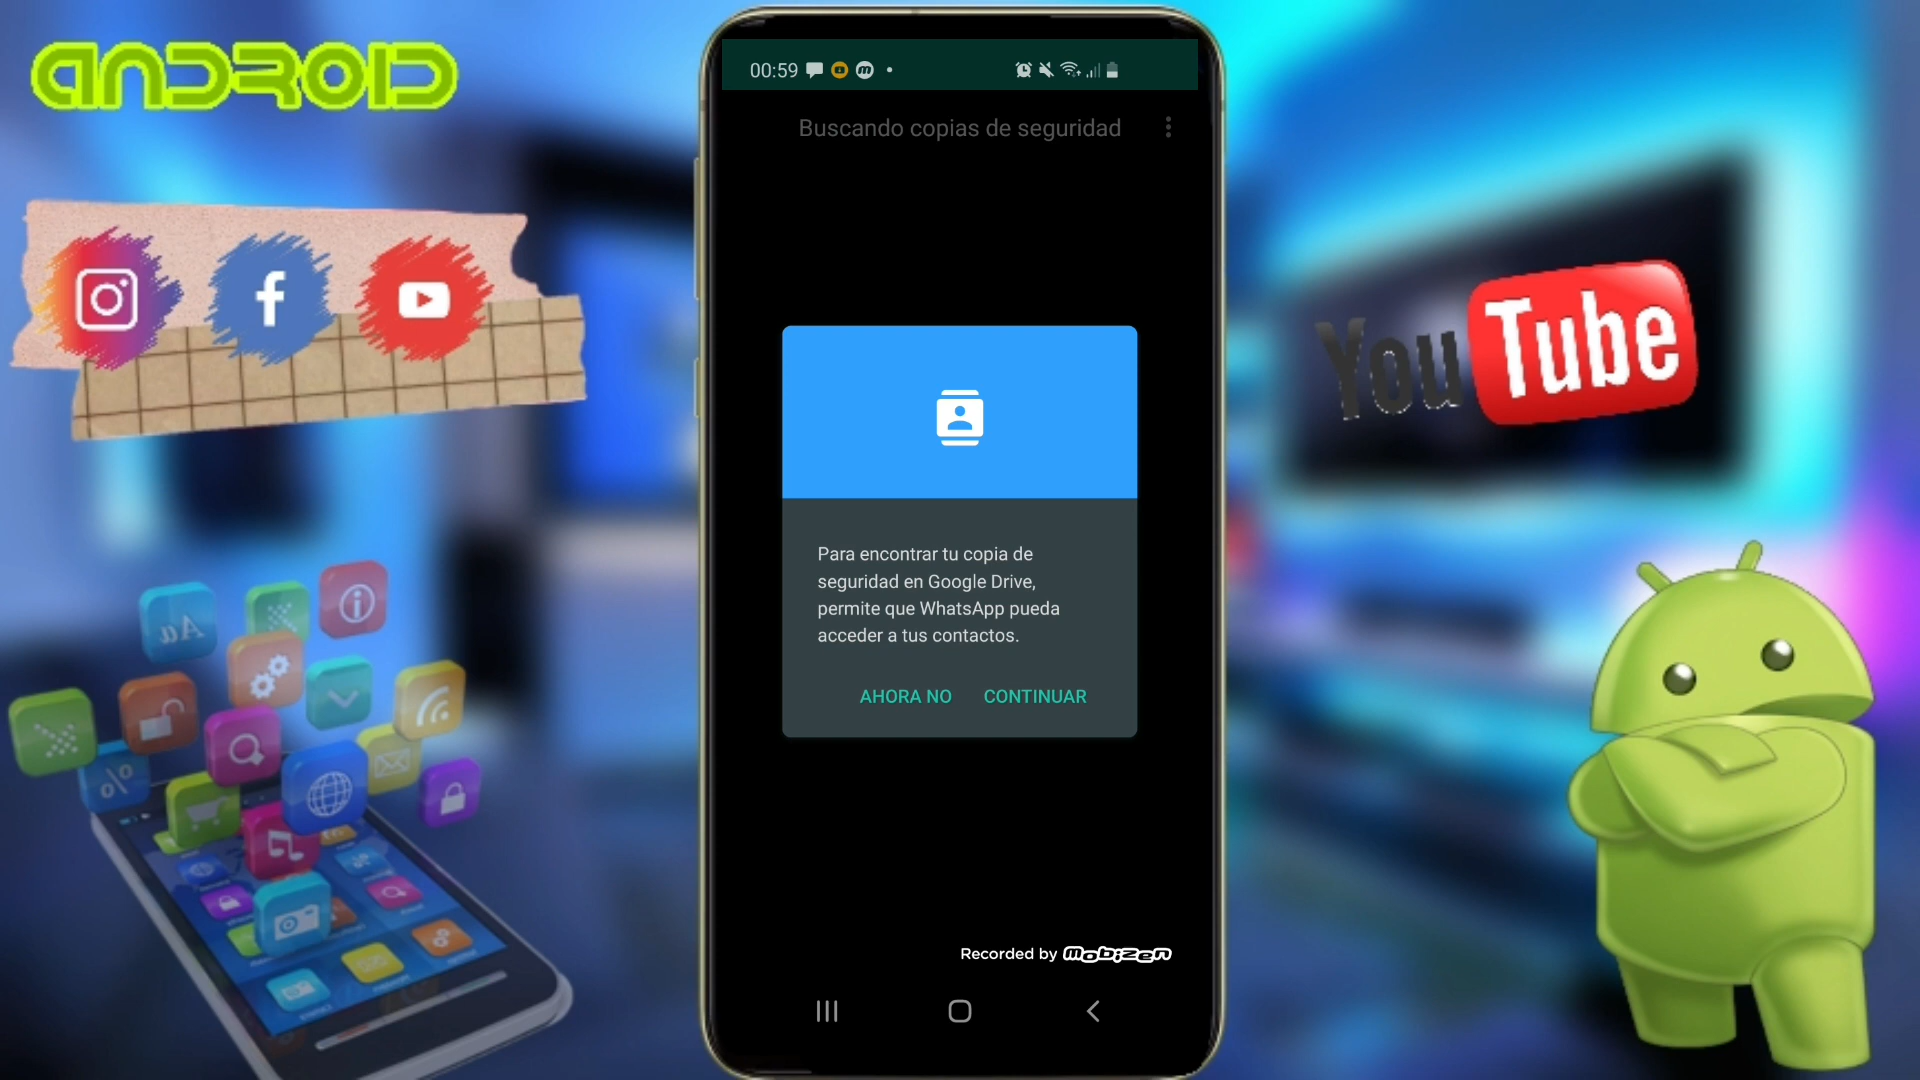 ANDROID
00:59
Buscando copias de seguridad
YouTube
Para encontrar tu copia de
seguridad en Google Drive,
permite que WhatsApp pueda
acceder a tus contactos.
AHORA NO CONTINUAR
Recorded by Mobizen